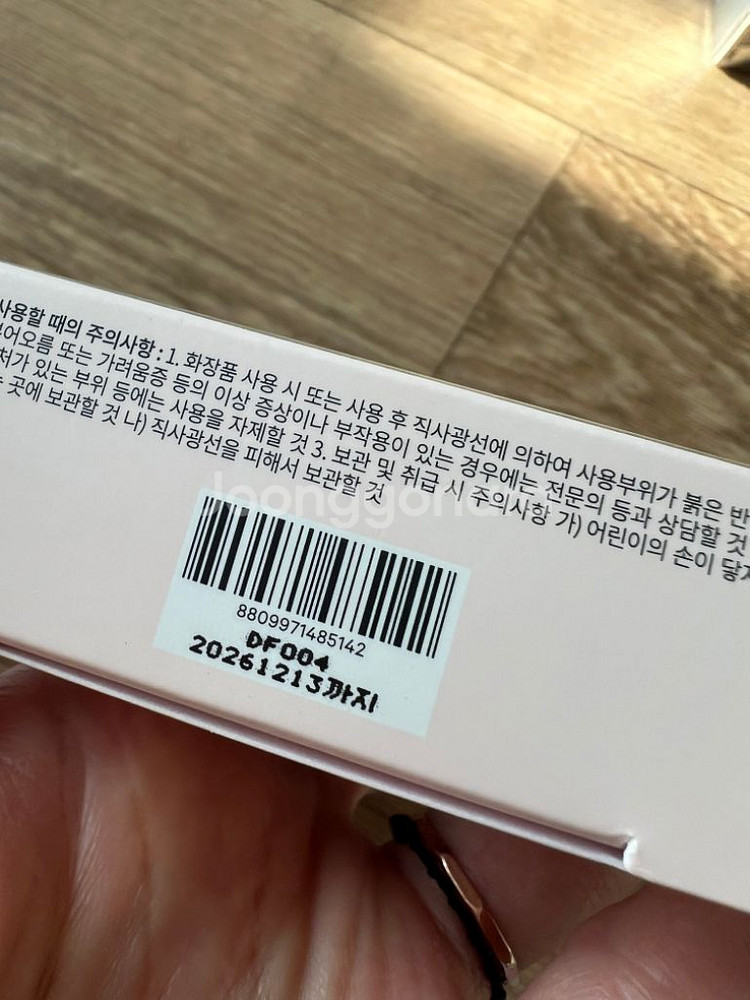 사용할 때의 주의사항 : 1. 화장품 사용 시 또는 사용 후 직사광선에 의하여 사용부위가 붉은 반
어오름 또는 가려움증 등의 이상 증상이나 부작용이 있는 경우에는 전문의 등과 상담할 것
처가 있는 부위 등에는 사용을 자제할 것 3. 보관 및 취급 시 주의사항 가) 어린이의 손이 닿지
곳에 보관할 것 나) 직사광선을 피해서 보관할 것
joonggonara
8809971485142
DF004
20261213까지